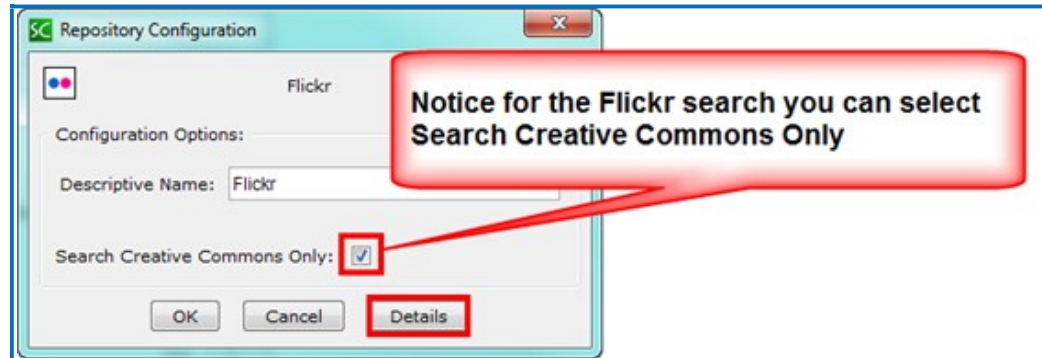 SC Repository Configuration
Flickr
Notice for the Flickr search you can select
Search Creative Commons Only
Configuration Options:
Descriptive Name: Flickr
Search Creative Commons Only:
OK Cancel Details